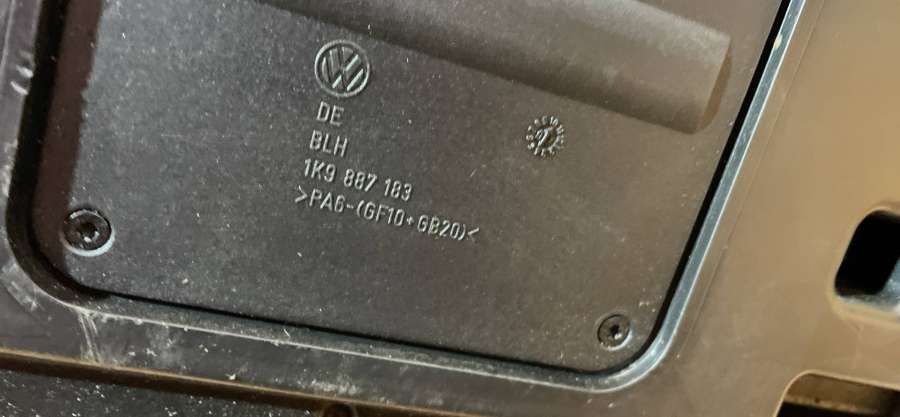 DE
BLH
1K9 887 183
>PA6-(GF10+GB20)<